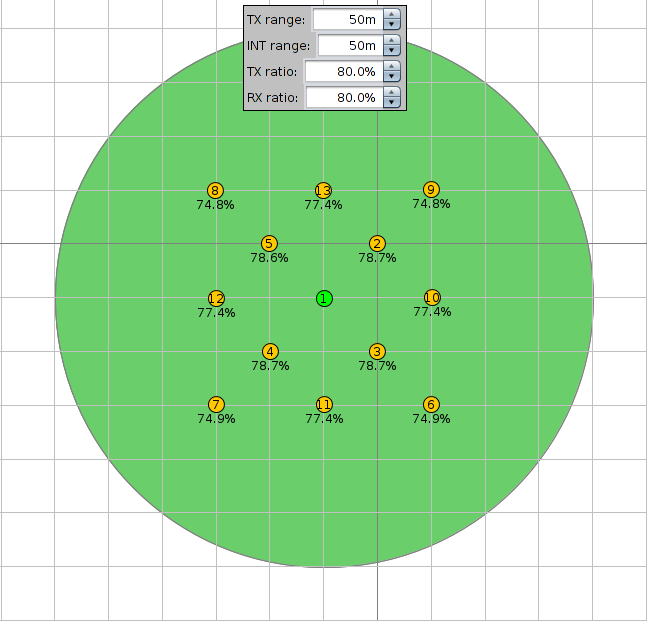 TX range: 50m
INT range: 50m
TX ratio: 80.0%
RX ratio: 80.0%
8 13 9
74.8% 77.4% 74.8%
5 2
78.6% 78.7%
12 1 10
77.4% 77.4%
4 3
78.7% 78.7%
7 11 6
74.9% 77.4% 74.9%